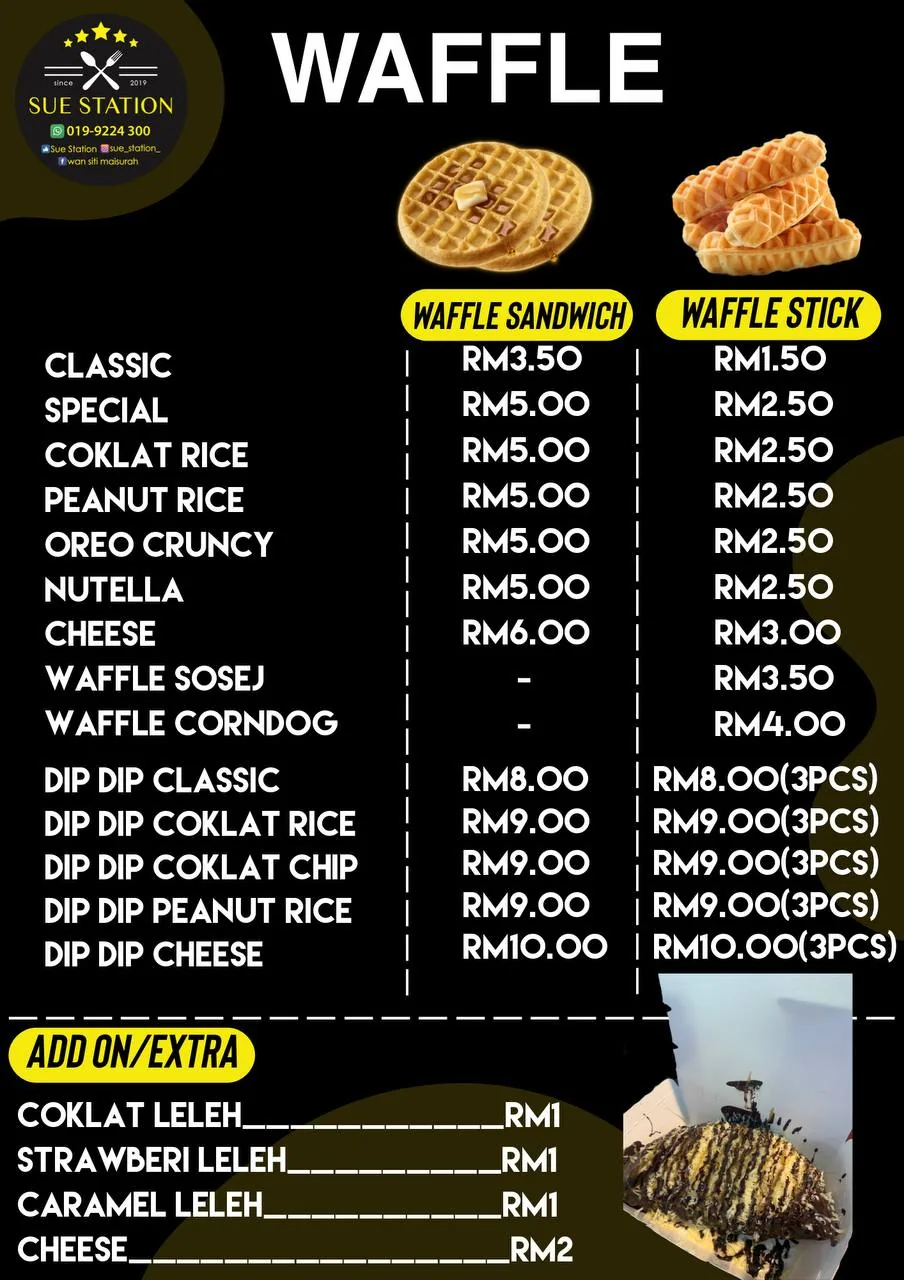 since 2019
SUE STATION
019-9224 300
Sue Station sue_station_
wan siti maisurah
WAFFLE
WAFFLE SANDWICH WAFFLE STICK
CLASSIC RM3.50 RM1.50
SPECIAL RM5.00 RM2.50
COKLAT RICE RM5.00 RM2.50
PEANUT RICE RM5.00 RM2.50
OREO CRUNCY RM5.00 RM2.50
NUTELLA RM5.00 RM2.50
CHEESE RM6.00 RM3.00
WAFFLE SOSEJ - RM3.50
WAFFLE CORNDOG - RM4.00
DIP DIP CLASSIC RM8.00 RM8.00(3PCS)
DIP DIP COKLAT RICE RM9.00 RM9.00(3PCS)
DIP DIP COKLAT CHIP RM9.00 RM9.00(3PCS)
DIP DIP PEANUT RICE RM9.00 RM9.00(3PCS)
DIP DIP CHEESE RM10.00 RM10.00(3PCS)
ADD ON/EXTRA
COKLAT LELEH___________RM1
STRAWBERI LELEH_________RM1
CARAMEL LELEH__________RM1
CHEESE________________RM2